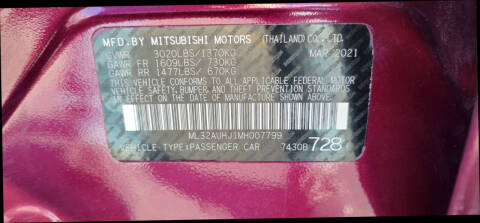 MFD.BY MITSUBISHI MOTORS (THAILAND)CO.,LTD.
GVWR 3020LBS/1370KG MAR 2021
GAWR FR 1609LBS/ 730KG
GAWR RR 1477LBS/ 670KG
THIS VEHICLE CONFORMS TO ALL APPLICABLE FEDERAL MOTOR
VEHICLE SAFETY, BUMPER, AND THEFT PREVENTION STANDARDS
IN EFFECT ON THE DATE OF MANUFACTURE SHOWN ABOVE.
ML32AUHJ1MH007799
VEHICLE TYPE:PASSENGER CAR 74308 728